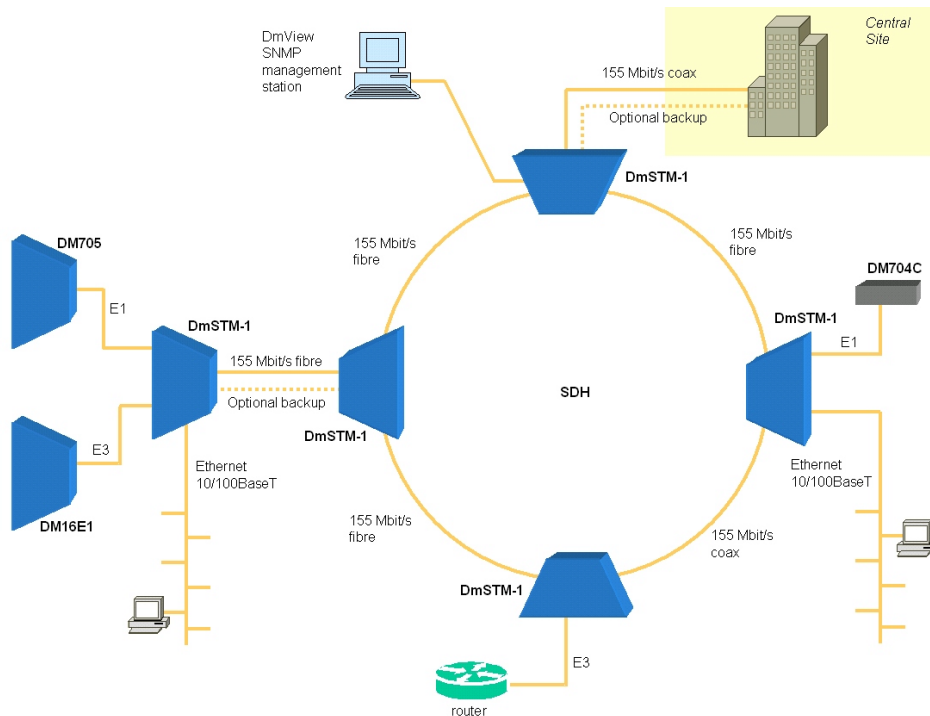 DmView
SNMP
management
station
Central
Site
155 Mbit/s coax
Optional backup
DmSTM-1
DM705
155 Mbit/s
fibre
155 Mbit/s
fibre
DM704C
E1
DmSTM-1
DmSTM-1
E1
155 Mbit/s fibre
Optional backup
SDH
DmSTM-1
E3
Ethernet
10/100BaseT
Ethernet
10/100BaseT
DM16E1
155 Mbit/s
fibre
155 Mbit/s
coax
DmSTM-1
E3
router